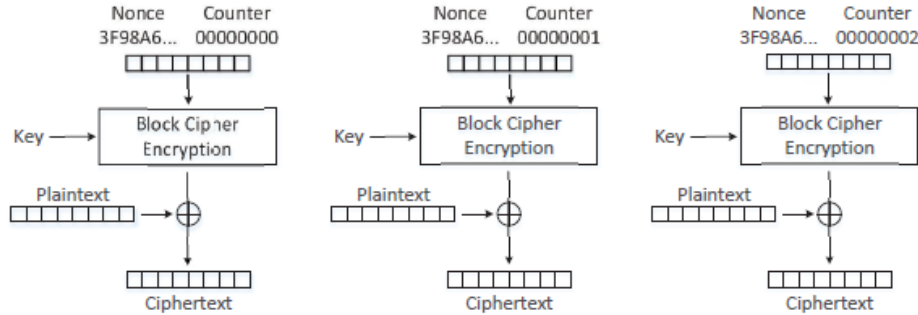 Nonce Counter
3F98A6... 00000000
Block Cipher
Encryption
Key
Plaintext
Ciphertext
Nonce Counter
3F98A6... 00000001
Block Cipher
Encryption
Key
Plaintext
Ciphertext
Nonce Counter
3F98A6... 00000002
Block Cipher
Encryption
Key
Plaintext
Ciphertext